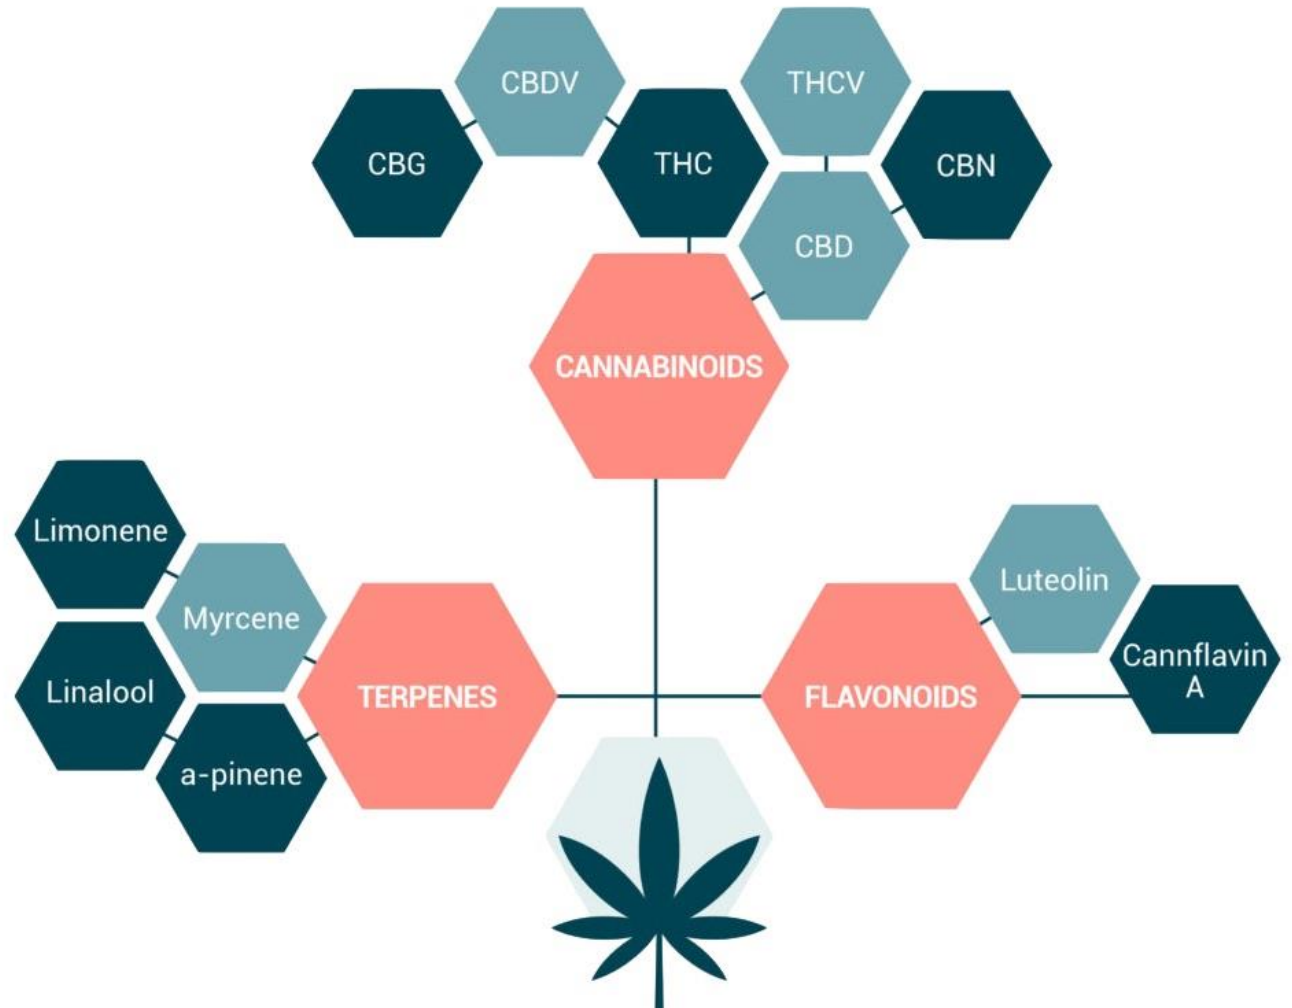 CBDV
THCV
CBG
THC
CBN
CBD
CANNABINOIDS
Limonene
Luteolin
Myrcene
Cannflavin
A
Linalool
TERPENES
FLAVONOIDS
a-pinene